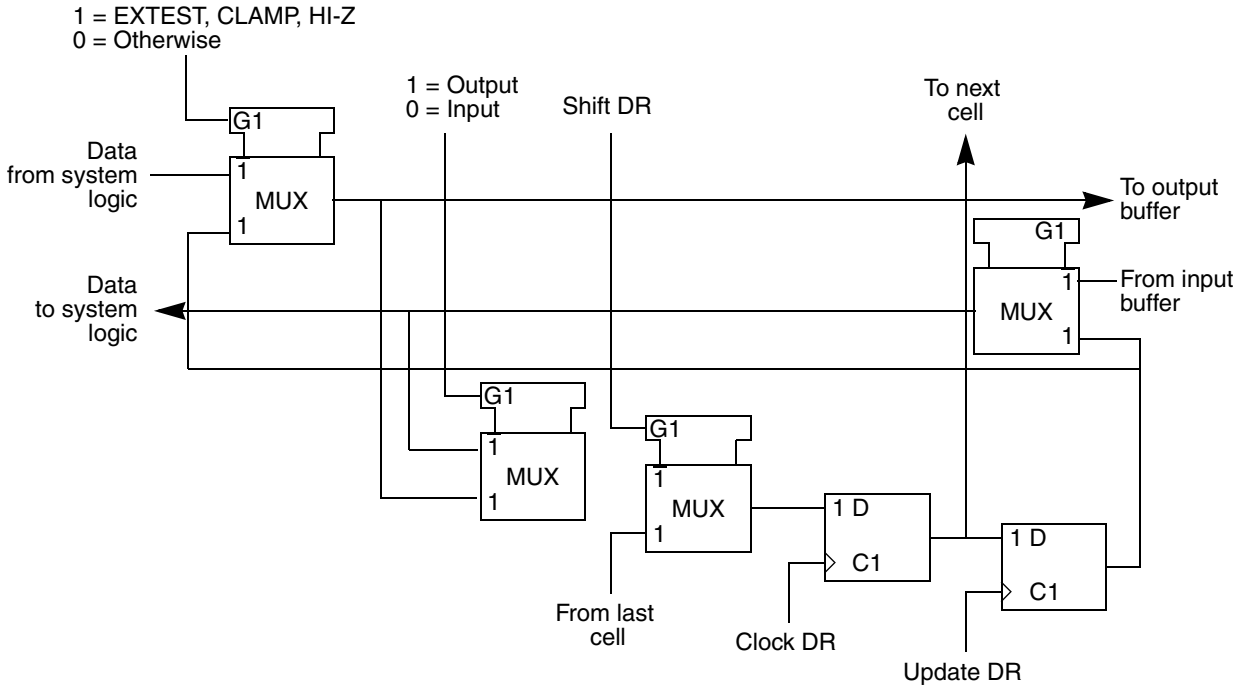 1 = EXTEST, CLAMP, HI-Z
0 = Otherwise
1 = Output
0 = Input
Shift DR
To next
cell
G1
Data
from system
logic
1
MUX
1
To output
buffer
G1
Data
to system
logic
1
MUX
1
From input
buffer
G1
1
MUX
1
G1
1
MUX
1
1 D
C1
1 D
C1
From last
cell
Clock DR
Update DR